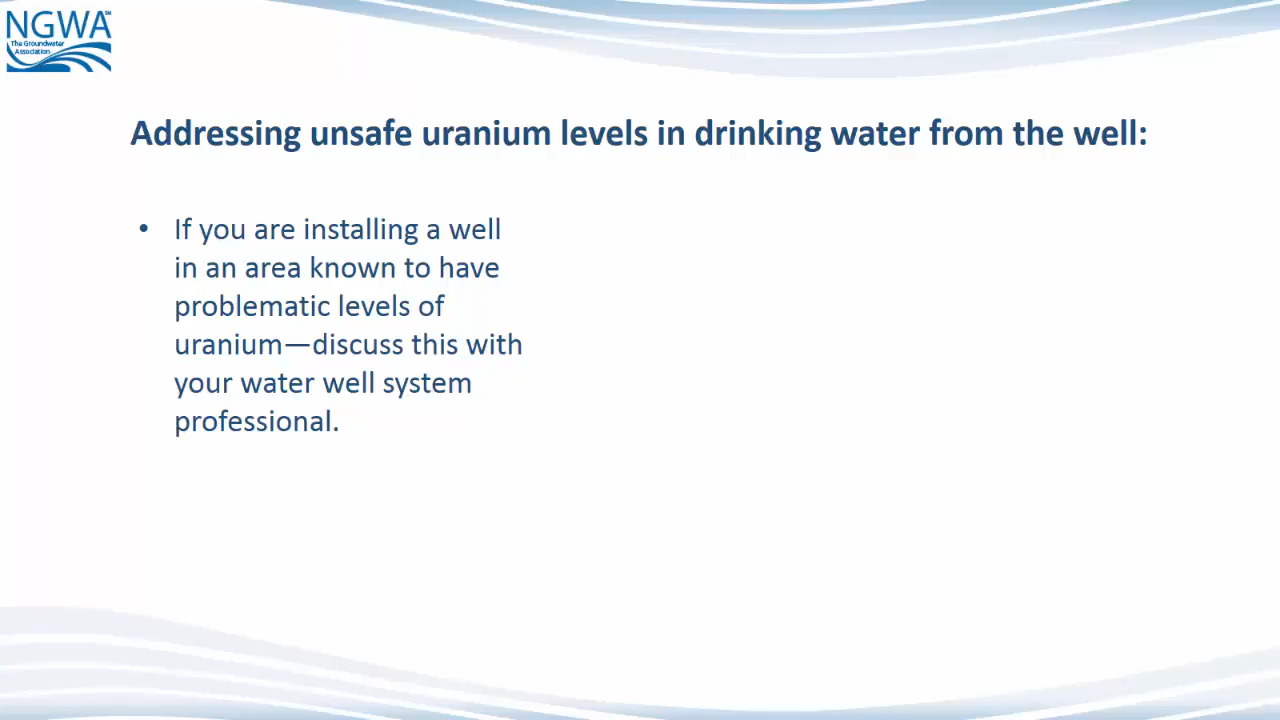 NGWA
The Groundwater
Association
Addressing unsafe uranium levels in drinking water from the well:
• If you are installing a well
in an area known to have
problematic levels of
uranium—discuss this with
your water well system
professional.